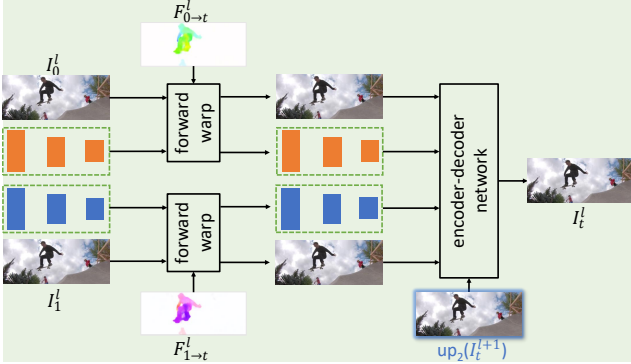 F^l_{0→t}
I^l_0
forward
warp
encoder-decoder
network
I^l_t
forward
warp
I^l_1
F^l_{1→t}
up_2(I^{l+1}_t)